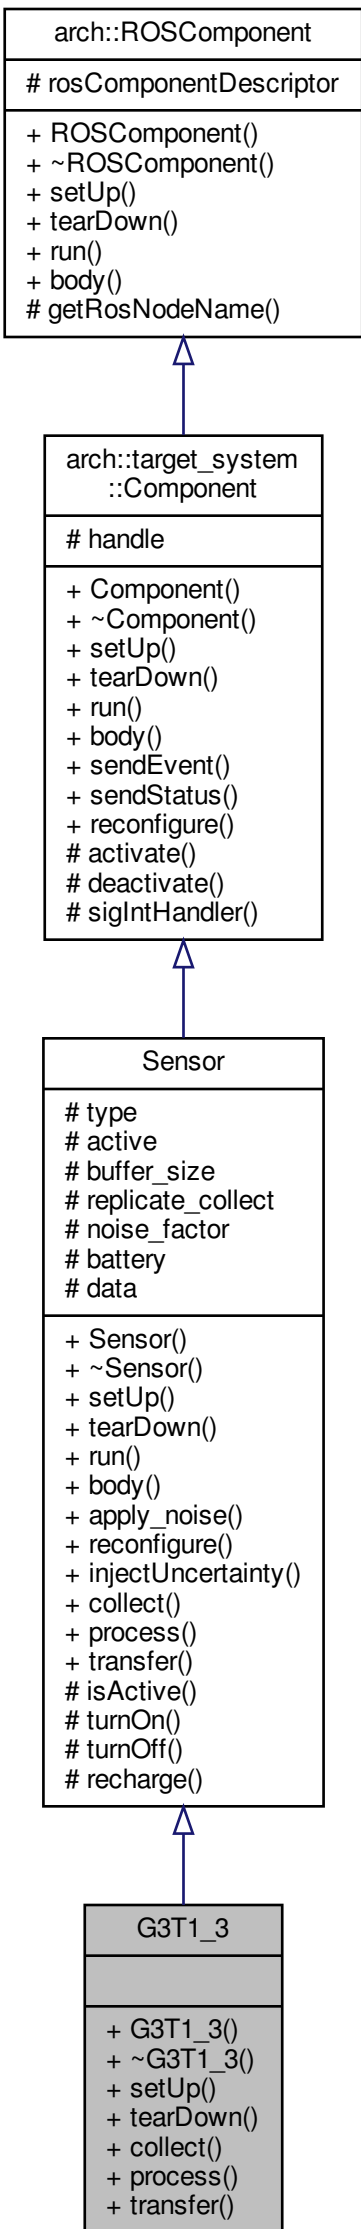 arch::ROSComponent
# rosComponentDescriptor
+ ROSComponent()
+ ~ROSComponent()
+ setUp()
+ tearDown()
+ run()
+ body()
# getRosNodeName()
arch::target_system
::Component
# handle
+ Component()
+ ~Component()
+ setUp()
+ tearDown()
+ run()
+ body()
+ sendEvent()
+ sendStatus()
+ reconfigure()
# activate()
# deactivate()
# sigIntHandler()
Sensor
# type
# active
# buffer_size
# replicate_collect
# noise_factor
# battery
# data
+ Sensor()
+ ~Sensor()
+ setUp()
+ tearDown()
+ run()
+ body()
+ apply_noise()
+ reconfigure()
+ injectUncertainty()
+ collect()
+ process()
+ transfer()
# isActive()
# turnOn()
# turnOff()
# recharge()
G3T1_3
+ G3T1_3()
+ ~G3T1_3()
+ setUp()
+ tearDown()
+ collect()
+ process()
+ transfer()